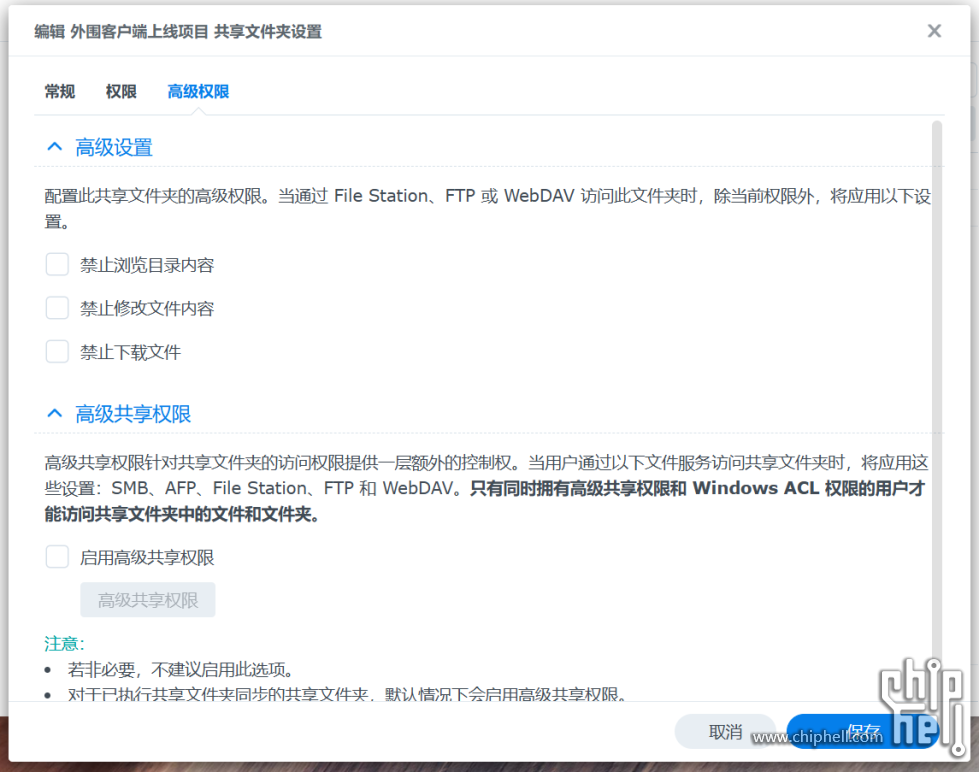 编辑 外围客户端上线项目 共享文件夹设置
常规 权限 高级权限
高级设置
配置此共享文件夹的高级权限。当通过 File Station、FTP 或 WebDAV 访问此文件夹时，除当前权限外，将应用以下设
置。
禁止浏览目录内容
禁止修改文件内容
禁止下载文件
高级共享权限
高级共享权限针对共享文件夹的访问权限提供一层额外的控制权。当用户通过以下文件服务访问共享文件夹时，将应用这
些设置：SMB、AFP、File Station、FTP 和 WebDAV。只有同时拥有高级共享权限和 Windows ACL 权限的用户才
能访问共享文件夹中的文件和文件夹。
启用高级共享权限
高级共享权限
注意：
• 若非必要，不建议启用此选项。
• 对于已执行共享文件夹同步的共享文件夹，默认情况下会启用高级共享权限。
取消 保存
www.chiphell.com
chip
hell